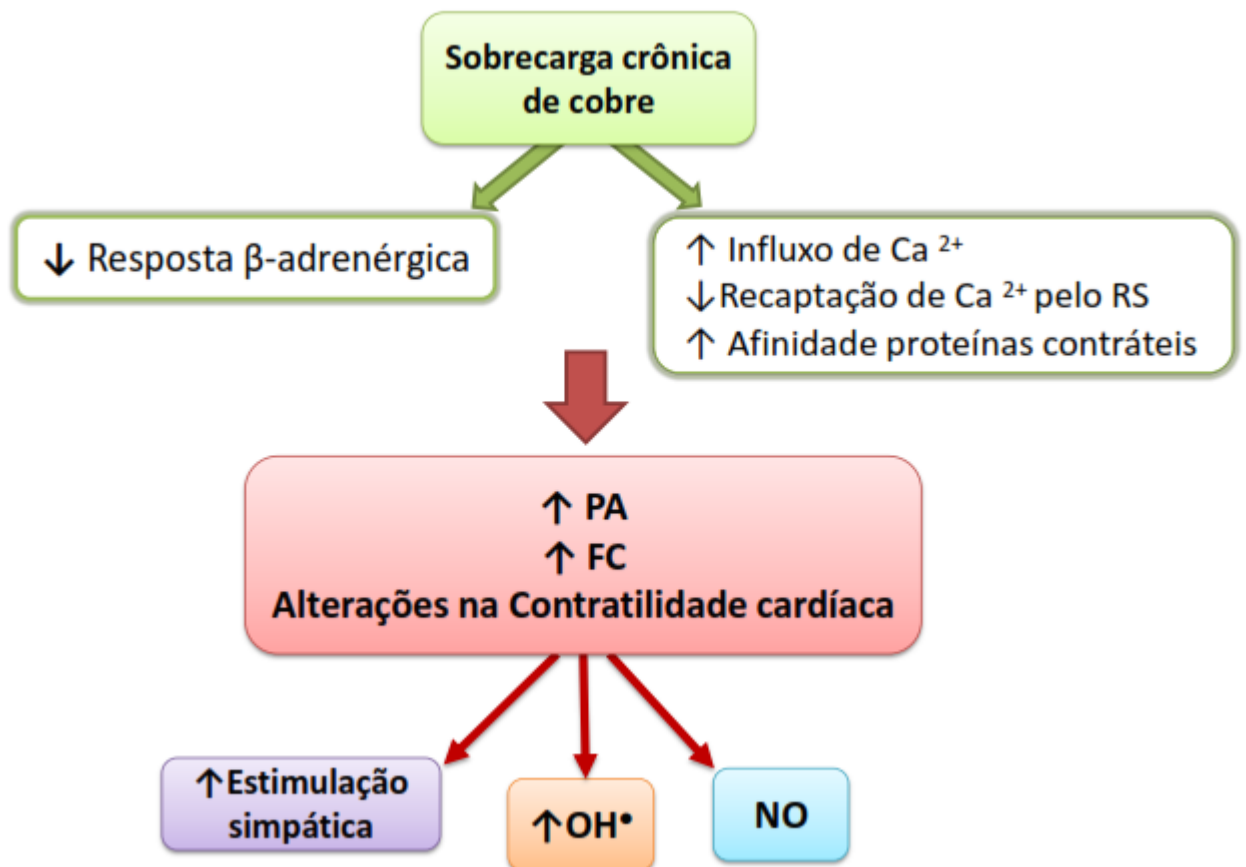 Sobrecarga crônica
de cobre
↓ Resposta β-adrenérgica
↑ Influxo de Ca ²⁺
↓Recaptação de Ca ²⁺ pelo RS
↑ Afinidade proteínas contráteis
↑ PA
↑ FC
Alterações na Contratilidade cardíaca
↑Estimulação
simpática
↑OH•
NO